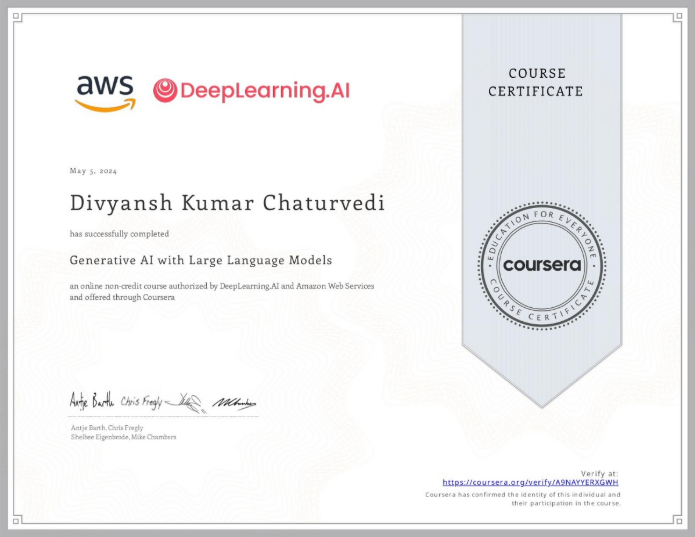 aws DeepLearning.AI
COURSE
CERTIFICATE
May 5, 2024
Divyansh Kumar Chaturvedi
has successfully completed
Generative AI with Large Language Models
an online non-credit course authorized by DeepLearning.AI and Amazon Web Services
and offered through Coursera
EDUCATION FOR EVERYONE
coursera
COURSE CERTIFICATE
Antje Barth Chris Fregly
Antje Barth, Chris Fregly
Shelbee Eigenbrode, Mike Chambers
Verify at:
https://coursera.org/verify/A9NAYYERXGWH
Coursera has confirmed the identity of this individual and
their participation in the course.